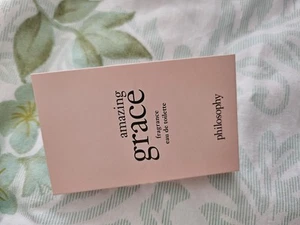 amazing
grace
fragrance
eau de toilette
philosophy